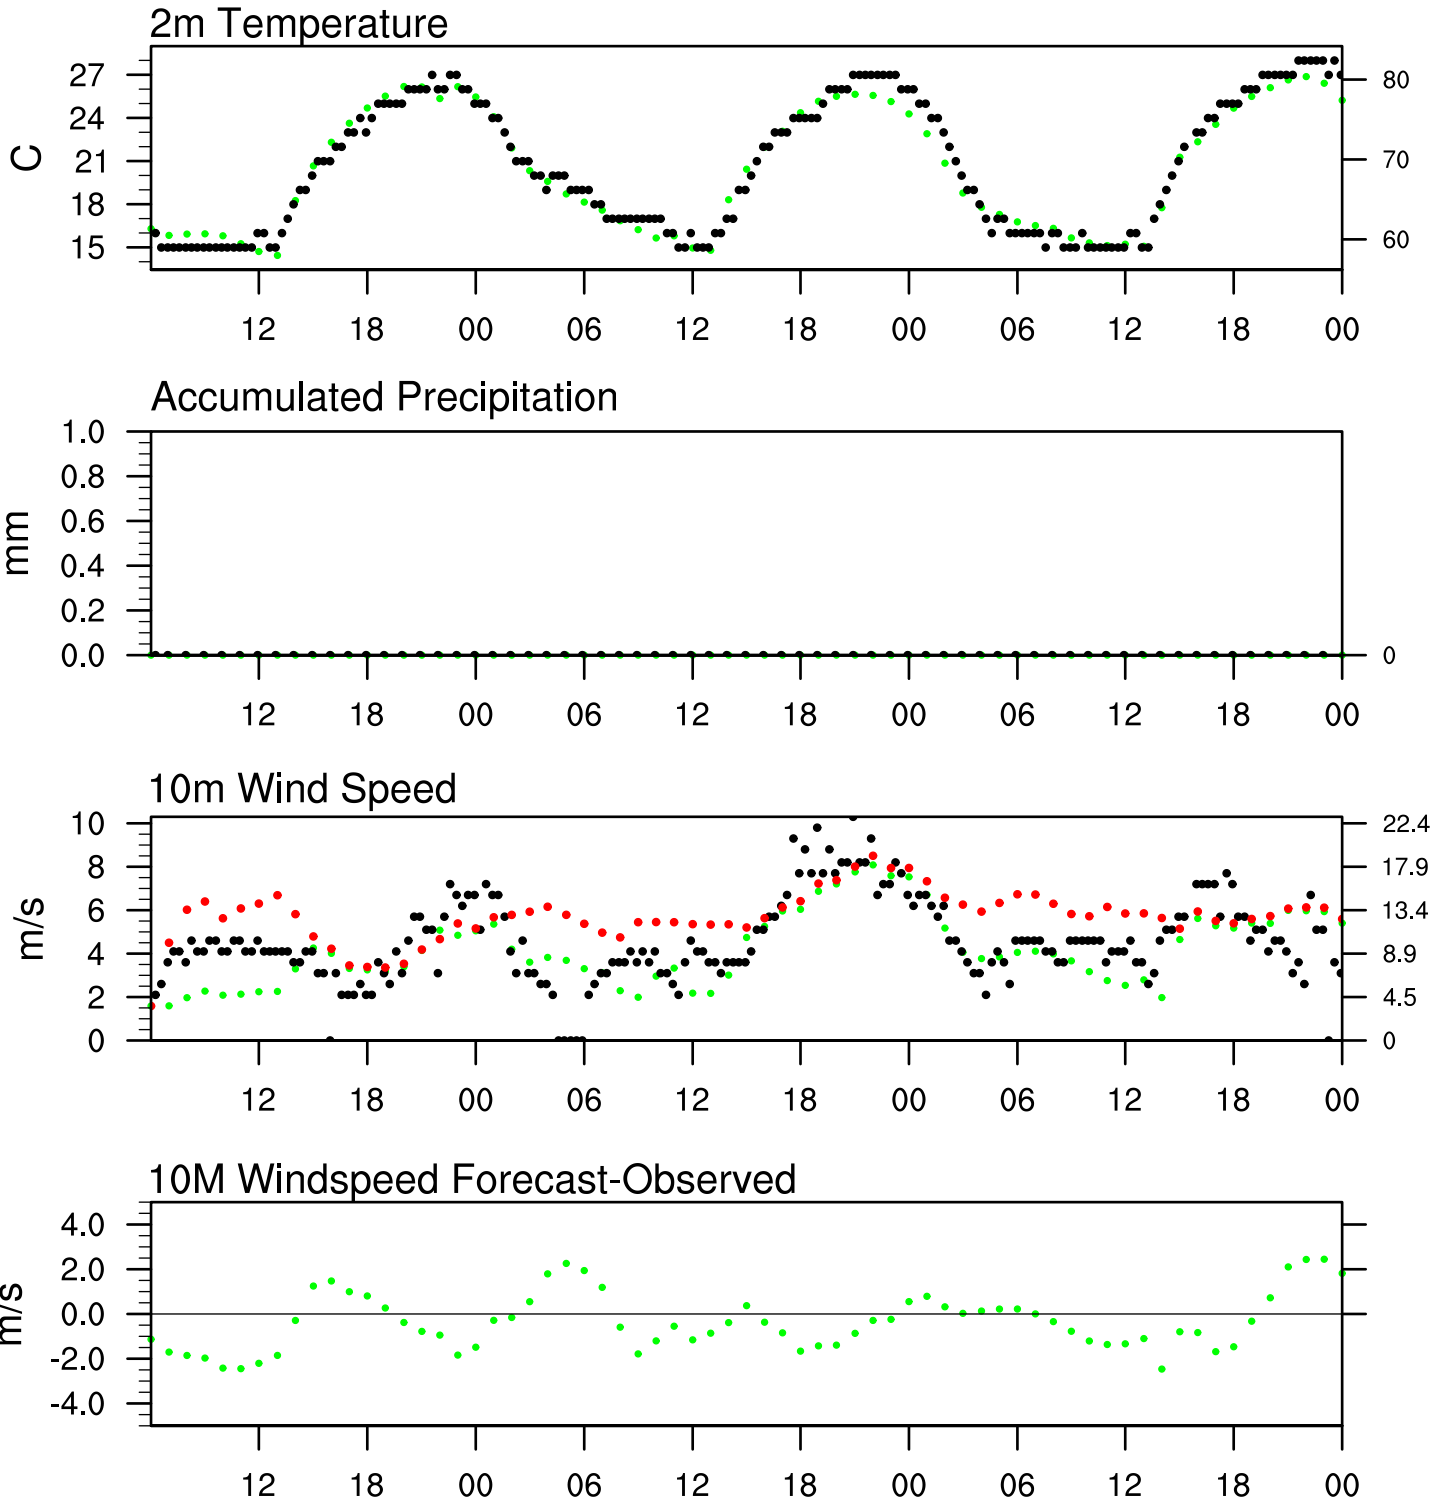 2m Temperature
27
24
21
18
15
C
80
70
60
12 18 00 06 12 18 00 06 12 18 00
Accumulated Precipitation
1.0
0.8
0.6
0.4
0.2
0.0
mm
0
12 18 00 06 12 18 00 06 12 18 00
10m Wind Speed
10
8
6
4
2
0
m/s
22.4
17.9
13.4
8.9
4.5
0
12 18 00 06 12 18 00 06 12 18 00
10M Windspeed Forecast-Observed
4.0
2.0
0.0
-2.0
-4.0
m/s
12 18 00 06 12 18 00 06 12 18 00